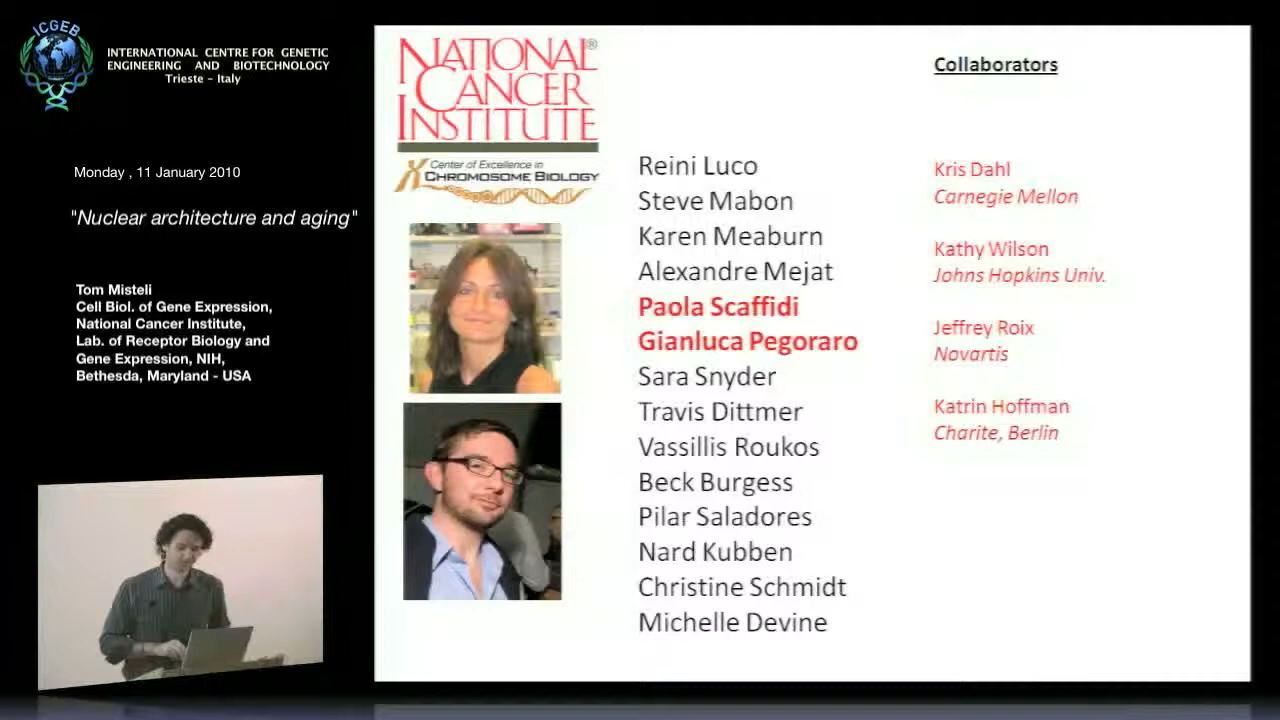 ICGEB
INTERNATIONAL CENTRE FOR GENETIC
ENGINEERING AND BIOTECHNOLOGY
Trieste - Italy
Monday , 11 January 2010
"Nuclear architecture and aging"
Tom Misteli
Cell Biol. of Gene Expression,
National Cancer Institute,
Lab. of Receptor Biology and
Gene Expression, NIH,
Bethesda, Maryland - USA
NATIONAL®
CANCER
INSTITUTE
Center of Excellence in
CHROMOSOME BIOLOGY
Reini Luco
Steve Mabon
Karen Meaburn
Alexandre Mejat
Paola Scaffidi
Gianluca Pegoraro
Sara Snyder
Travis Dittmer
Vassillis Roukos
Beck Burgess
Pilar Saladores
Nard Kubben
Christine Schmidt
Michelle Devine
Collaborators
Kris Dahl
Carnegie Mellon
Kathy Wilson
Johns Hopkins Univ.
Jeffrey Roix
Novartis
Katrin Hoffman
Charite, Berlin